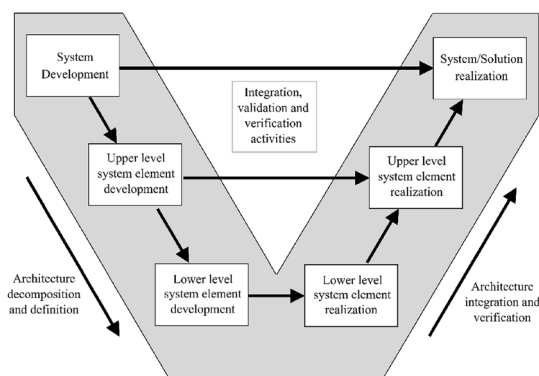 System
Development
System/Solution
realization
Integration,
validation and
verification
activities
Upper level
system element
development
Upper level
system element
realization
Lower level
system element
development
Lower level
system element
realization
Architecture
decomposition
and definition
Architecture
integration and
verification